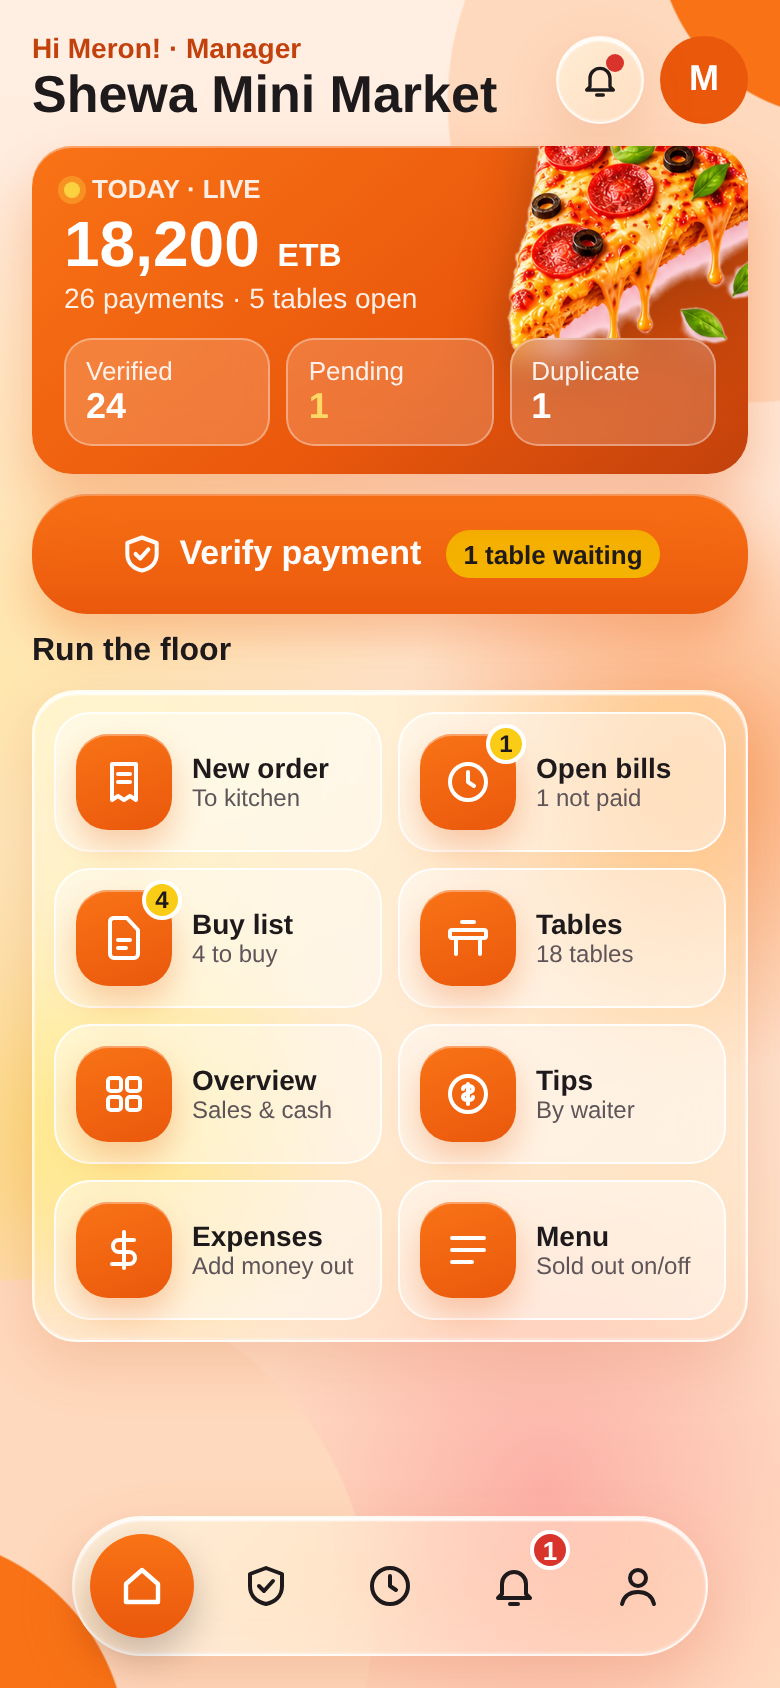 Hi Meron! · Manager
Shewa Mini Market
M
TODAY · LIVE
18,200 ETB
26 payments · 5 tables open
Verified
24
Pending
1
Duplicate
1
Verify payment
1 table waiting
Run the floor
New order
To kitchen
1
Open bills
1 not paid
4
Buy list
4 to buy
Tables
18 tables
Overview
Sales & cash
Tips
By waiter
Expenses
Add money out
Menu
Sold out on/off
1